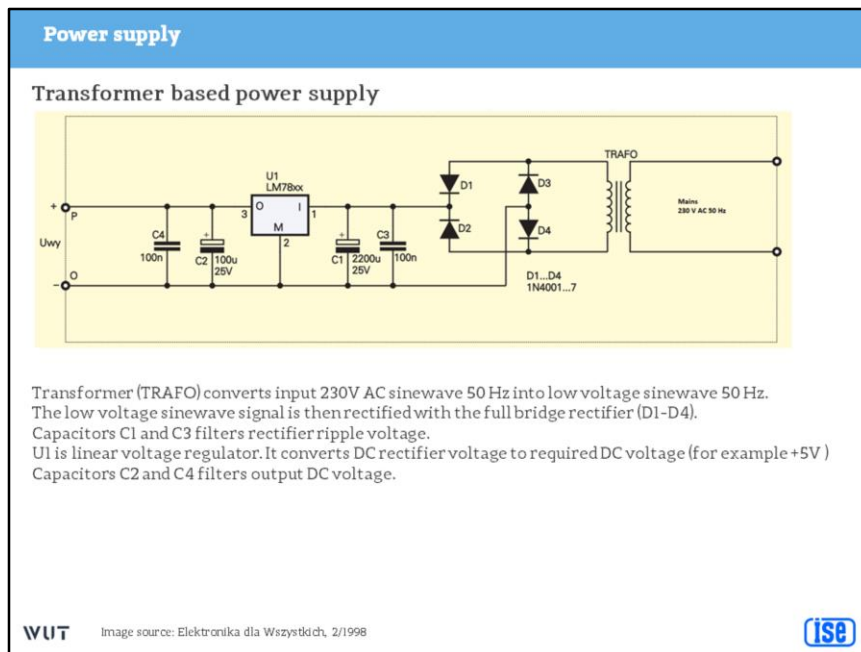 Power supply
Transformer based power supply
TRAFO
U1
LM78xx
D1
D3
+
P
3
O
I
1
Mains
230 V AC 50 Hz
M
C4
100n
+
C2
100u
25V
2
+
C1
2200u
25V
C3
100n
D2
D4
Uwy
-
O
D1...D4
1N4001...7
Transformer (TRAFO) converts input 230V AC sinewave 50 Hz into low voltage sinewave 50 Hz.
The low voltage sinewave signal is then rectified with the full bridge rectifier (D1-D4).
Capacitors C1 and C3 filters rectifier ripple voltage.
U1 is linear voltage regulator. It converts DC rectifier voltage to required DC voltage (for example +5V )
Capacitors C2 and C4 filters output DC voltage.
WUT
Image source: Elektronika dla Wszystkich, 2/1998
ise